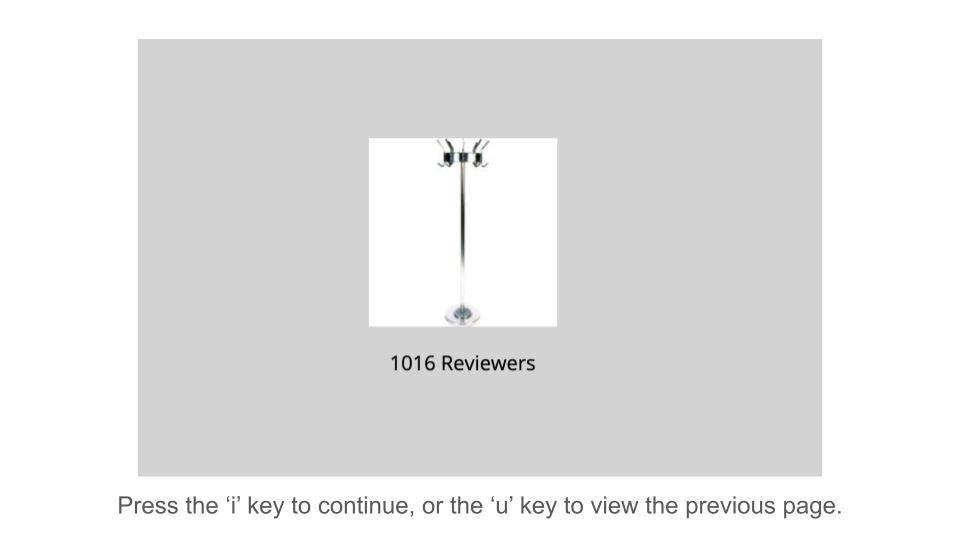 1016 Reviewers
Press the ‘i’ key to continue, or the ‘u’ key to view the previous page.